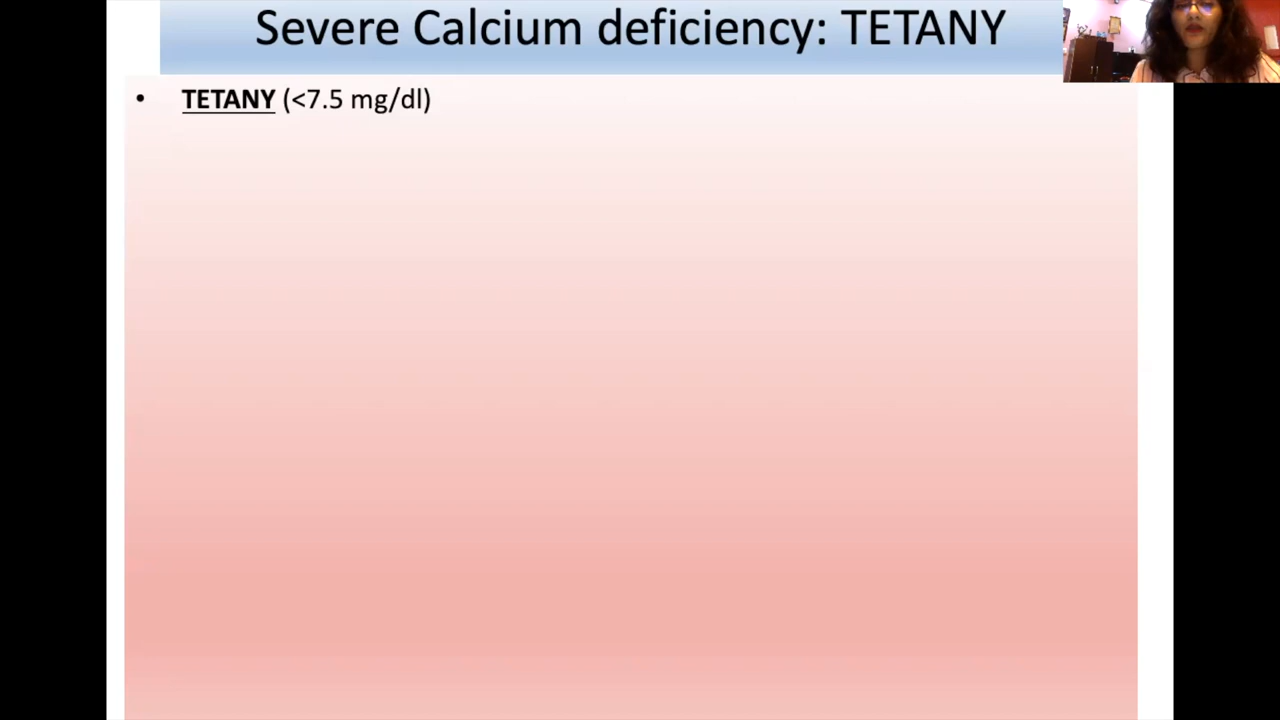 Severe Calcium deficiency: TETANY
• TETANY (<7.5 mg/dl)